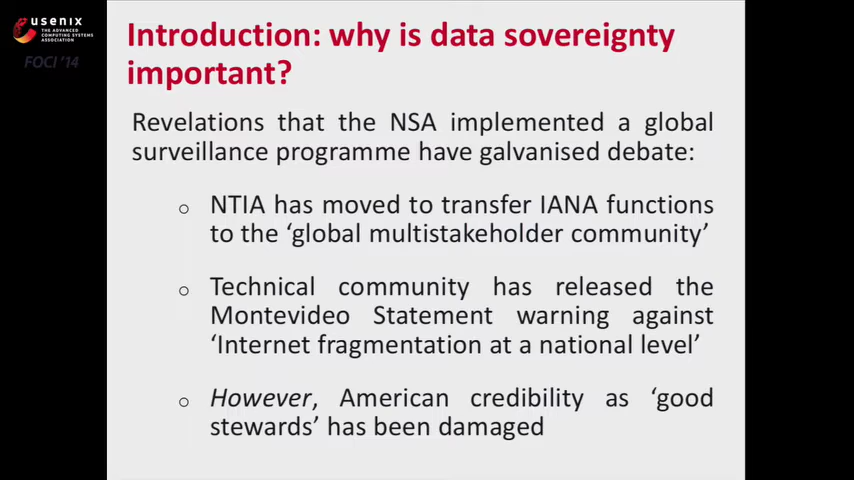 usenix
THE ADVANCED
COMPUTING SYSTEMS
ASSOCIATION
FOCI '14
Introduction: why is data sovereignty
important?
Revelations that the NSA implemented a global
surveillance programme have galvanised debate:
o NTIA has moved to transfer IANA functions
to the ‘global multistakeholder community’
o Technical community has released the
Montevideo Statement warning against
‘Internet fragmentation at a national level’
o However, American credibility as ‘good
stewards’ has been damaged